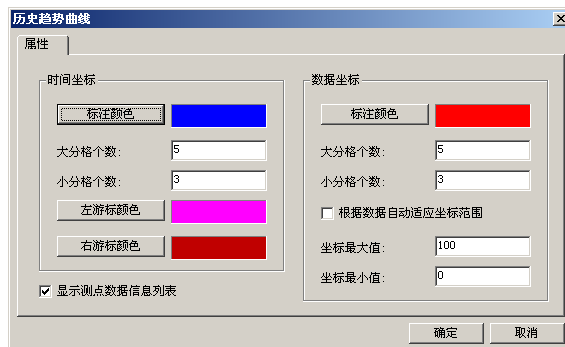 历史趋势曲线
属性
时间坐标
标注颜色
大分格个数: 5
小分格个数: 3
左游标颜色
右游标颜色
显示测点数据信息列表
数据坐标
标注颜色
大分格个数: 5
小分格个数: 3
根据数据自动适应坐标范围
坐标最大值: 100
坐标最小值: 0
确定 取消